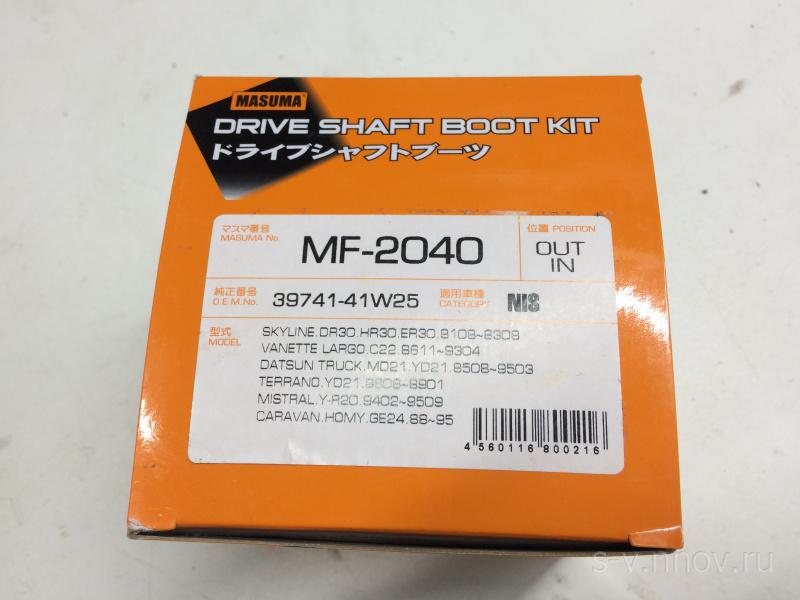 MASUMA
DRIVE SHAFT BOOT KIT
ドライブシャフトブーツ
マスマ番号
MASUMA No.
MF-2040
位置 POSITION
OUT
IN
純正番号
O.E.M.No.
39741-41W25
適用車種
CATEGORY
NIS
型式
MODEL
SKYLINE.DR30.HR30.ER30.8108~8308
VANETTE LARGO.C22.8611~9304
DATSUN TRUCK.MD21.YD21.8508~9503
TERRANO.YD21.8608~8901
MISTRAL.Y-R20.9402~9509
CARAVAN.HOMY.GE24.88~95
4 560116 800216
s-v.nnov.ru